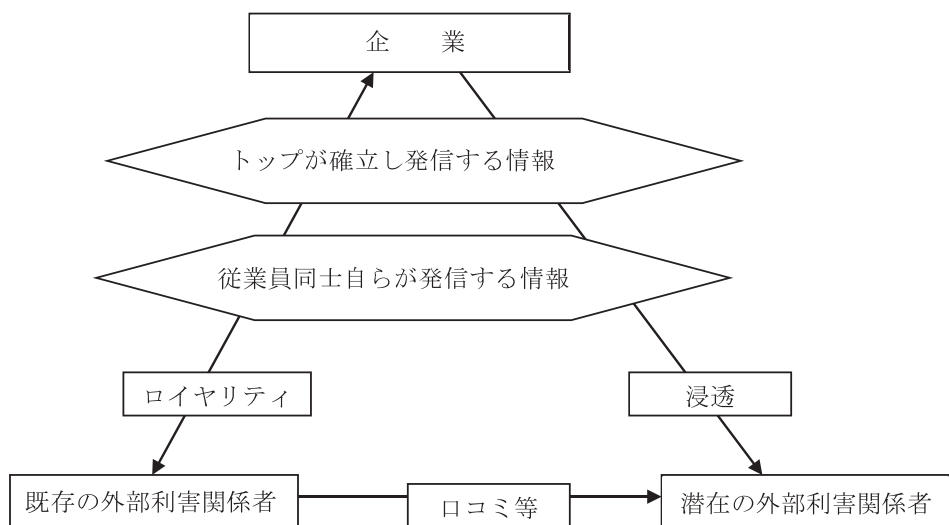 企　　業
トップが確立し発信する情報
従業員同士自らが発信する情報
ロイヤリティ
浸透
既存の外部利害関係者
口コミ等
潜在の外部利害関係者